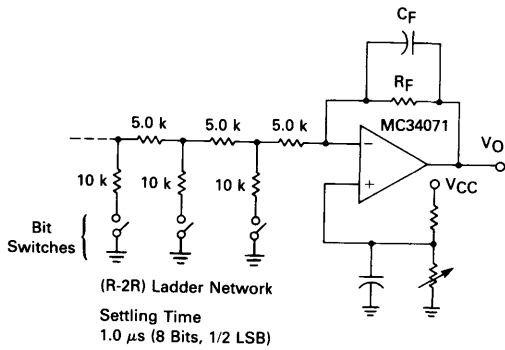 CF
RF
MC34071
5.0 k 5.0 k 5.0 k
−
+
VO
VCC
10 k 10 k 10 k
Bit
Switches
(R-2R) Ladder Network
Settling Time
1.0 µs (8 Bits, 1/2 LSB)